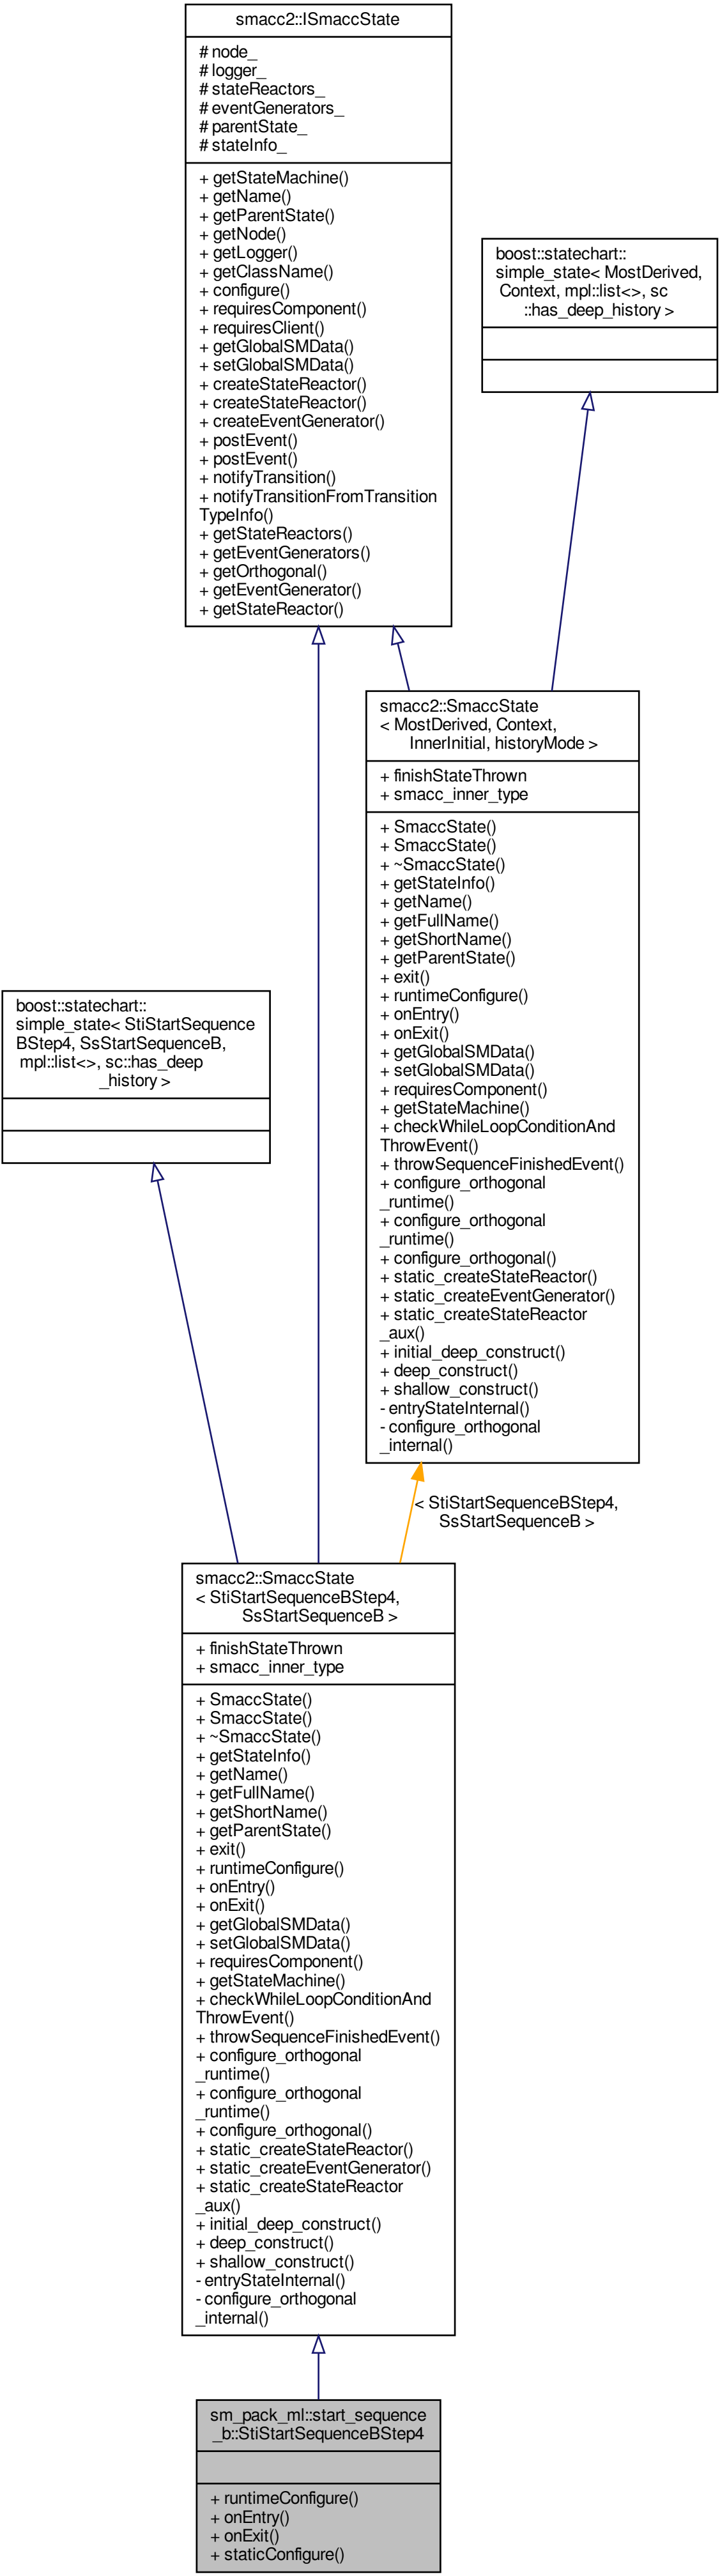 smacc2::ISmaccState
# node_
# logger_
# stateReactors_
# eventGenerators_
# parentState_
# stateInfo_
+ getStateMachine()
+ getName()
+ getParentState()
+ getNode()
+ getLogger()
+ getClassName()
+ configure()
+ requiresComponent()
+ requiresClient()
+ getGlobalSMData()
+ setGlobalSMData()
+ createStateReactor()
+ createStateReactor()
+ createEventGenerator()
+ postEvent()
+ postEvent()
+ notifyTransition()
+ notifyTransitionFromTransition
TypeInfo()
+ getStateReactors()
+ getEventGenerators()
+ getOrthogonal()
+ getEventGenerator()
+ getStateReactor()
boost::statechart::
simple_state< MostDerived,
Context, mpl::list<>, sc
::has_deep_history >
smacc2::SmaccState
< MostDerived, Context,
InnerInitial, historyMode >
+ finishStateThrown
+ smacc_inner_type
+ SmaccState()
+ SmaccState()
+ ~SmaccState()
+ getStateInfo()
+ getName()
+ getFullName()
+ getShortName()
+ getParentState()
+ exit()
+ runtimeConfigure()
+ onEntry()
+ onExit()
+ getGlobalSMData()
+ setGlobalSMData()
+ requiresComponent()
+ getStateMachine()
+ checkWhileLoopConditionAnd
ThrowEvent()
+ throwSequenceFinishedEvent()
+ configure_orthogonal
_runtime()
+ configure_orthogonal
_runtime()
+ configure_orthogonal()
+ static_createStateReactor()
+ static_createEventGenerator()
+ static_createStateReactor
_aux()
+ initial_deep_construct()
+ deep_construct()
+ shallow_construct()
- entryStateInternal()
- configure_orthogonal
_internal()
boost::statechart::
simple_state< StiStartSequence
BStep4, SsStartSequenceB,
mpl::list<>, sc::has_deep
_history >
< StiStartSequenceBStep4,
SsStartSequenceB >
smacc2::SmaccState
< StiStartSequenceBStep4,
SsStartSequenceB >
+ finishStateThrown
+ smacc_inner_type
+ SmaccState()
+ SmaccState()
+ ~SmaccState()
+ getStateInfo()
+ getName()
+ getFullName()
+ getShortName()
+ getParentState()
+ exit()
+ runtimeConfigure()
+ onEntry()
+ onExit()
+ getGlobalSMData()
+ setGlobalSMData()
+ requiresComponent()
+ getStateMachine()
+ checkWhileLoopConditionAnd
ThrowEvent()
+ throwSequenceFinishedEvent()
+ configure_orthogonal
_runtime()
+ configure_orthogonal
_runtime()
+ configure_orthogonal()
+ static_createStateReactor()
+ static_createEventGenerator()
+ static_createStateReactor
_aux()
+ initial_deep_construct()
+ deep_construct()
+ shallow_construct()
- entryStateInternal()
- configure_orthogonal
_internal()
sm_pack_ml::start_sequence
_b::StiStartSequenceBStep4
+ runtimeConfigure()
+ onEntry()
+ onExit()
+ staticConfigure()